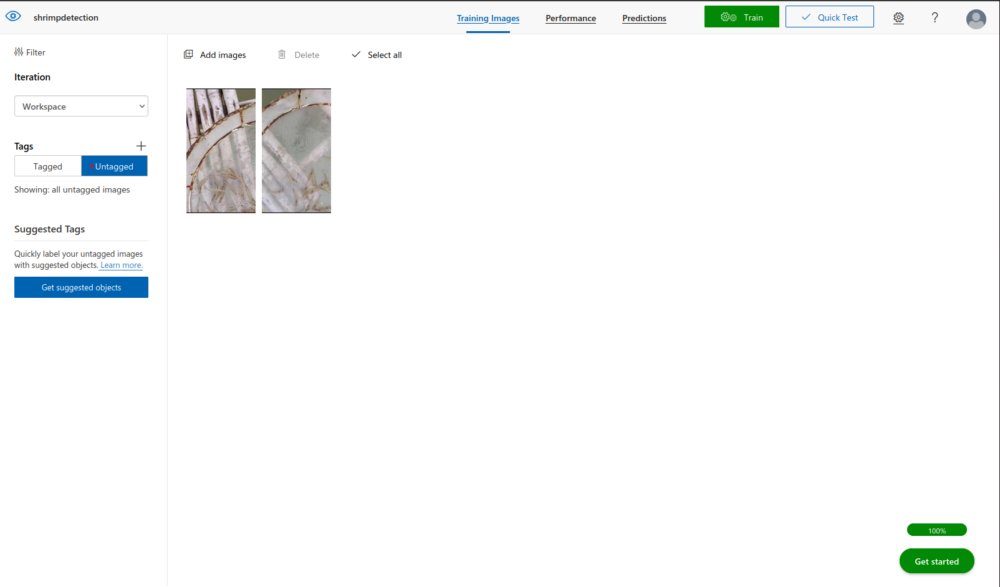 shrimpdetection
Training Images
Performance
Predictions
Train
Quick Test
?
Filter
Iteration
Workspace
Tags
Tagged
Untagged
Showing: all untagged images
Suggested Tags
Quickly label your untagged images
with suggested objects. Learn more.
Get suggested objects
Add images
Delete
Select all
100%
Get started